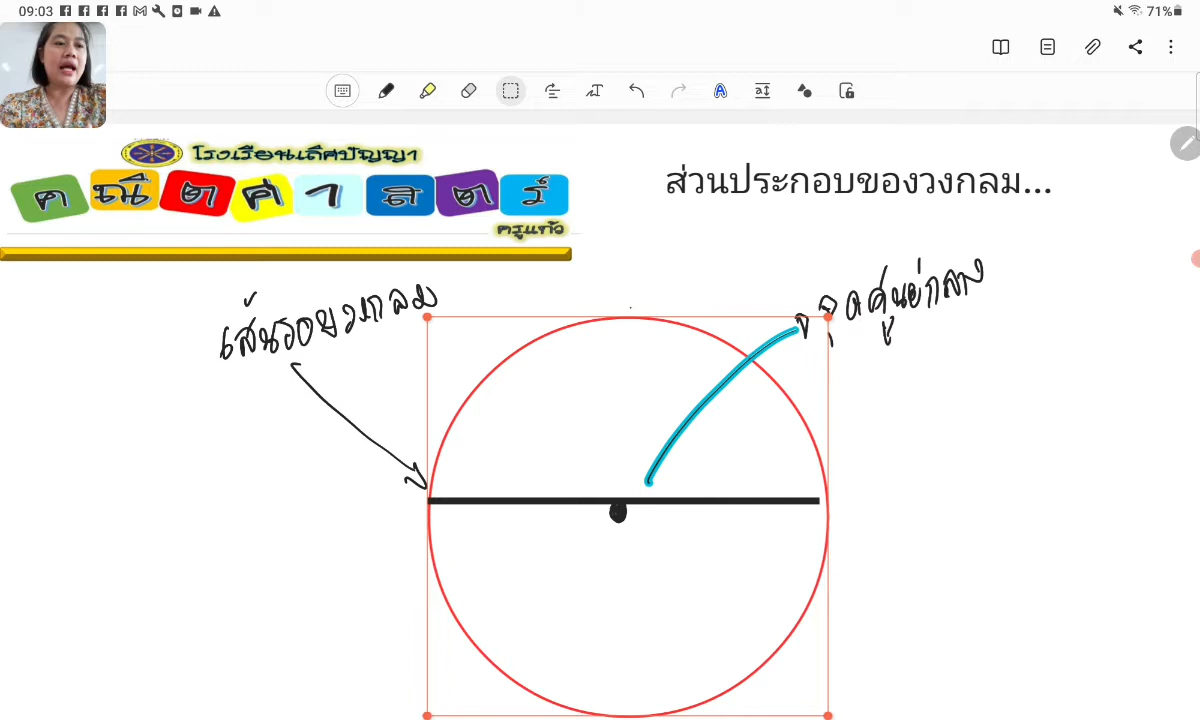 09:03
71%
โรงเรียนเลิศปัญญา
คณิตศาสตร์
ครูแก้ว
ส่วนประกอบของวงกลม...
เส้นรอบวงกลม
จุดศูนย์กลาง